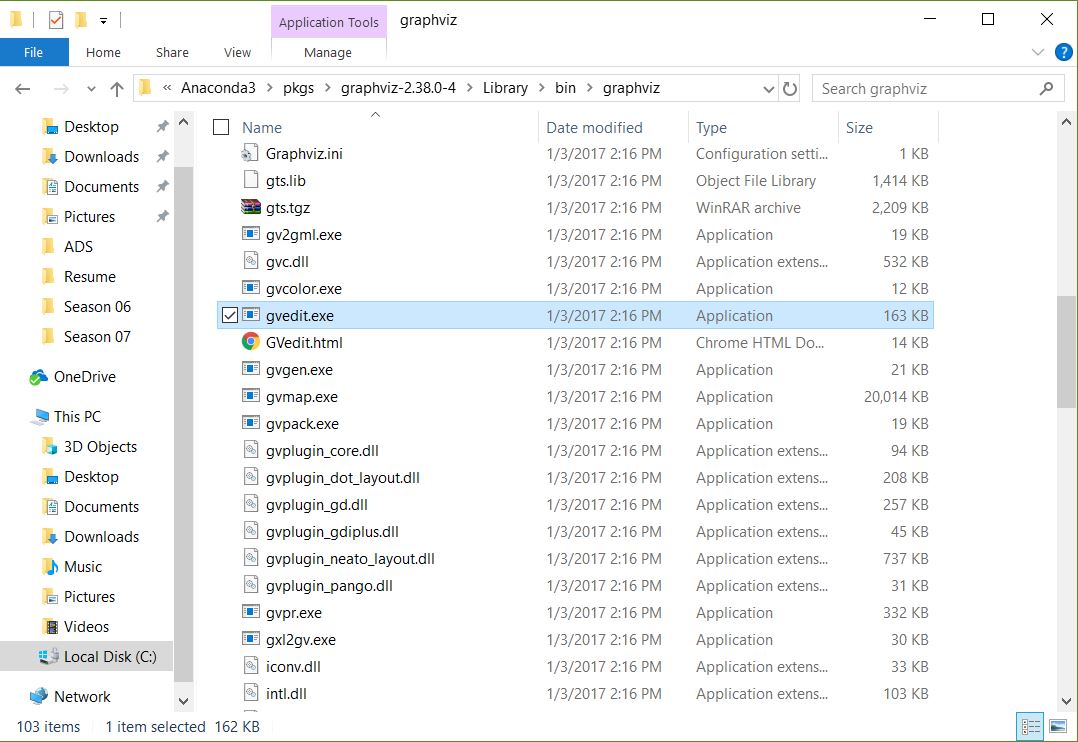 Application Tools graphviz
File Home Share View Manage
« Anaconda3 > pkgs > graphviz-2.38.0-4 > Library > bin > graphviz Search graphviz
Desktop
Downloads
Documents
Pictures
ADS
Resume
Season 06
Season 07
OneDrive
This PC
3D Objects
Desktop
Documents
Downloads
Music
Pictures
Videos
Local Disk (C:)
Network
Name Date modified Type Size
Graphviz.ini 1/3/2017 2:16 PM Configuration setti... 1 KB
gts.lib 1/3/2017 2:16 PM Object File Library 1,414 KB
gts.tgz 1/3/2017 2:16 PM WinRAR archive 2,209 KB
gv2gml.exe 1/3/2017 2:16 PM Application 19 KB
gvc.dll 1/3/2017 2:16 PM Application extens... 532 KB
gvcolor.exe 1/3/2017 2:16 PM Application 12 KB
gvedit.exe 1/3/2017 2:16 PM Application 163 KB
GVedit.html 1/3/2017 2:16 PM Chrome HTML Do... 14 KB
gvgen.exe 1/3/2017 2:16 PM Application 21 KB
gvmap.exe 1/3/2017 2:16 PM Application 20,014 KB
gvpack.exe 1/3/2017 2:16 PM Application 19 KB
gvplugin_core.dll 1/3/2017 2:16 PM Application extens... 94 KB
gvplugin_dot_layout.dll 1/3/2017 2:16 PM Application extens... 208 KB
gvplugin_gd.dll 1/3/2017 2:16 PM Application extens... 257 KB
gvplugin_gdiplus.dll 1/3/2017 2:16 PM Application extens... 45 KB
gvplugin_neato_layout.dll 1/3/2017 2:16 PM Application extens... 737 KB
gvplugin_pango.dll 1/3/2017 2:16 PM Application extens... 31 KB
gvpr.exe 1/3/2017 2:16 PM Application 332 KB
gxl2gv.exe 1/3/2017 2:16 PM Application 30 KB
iconv.dll 1/3/2017 2:16 PM Application extens... 33 KB
intl.dll 1/3/2017 2:16 PM Application extens... 103 KB
103 items 1 item selected 162 KB